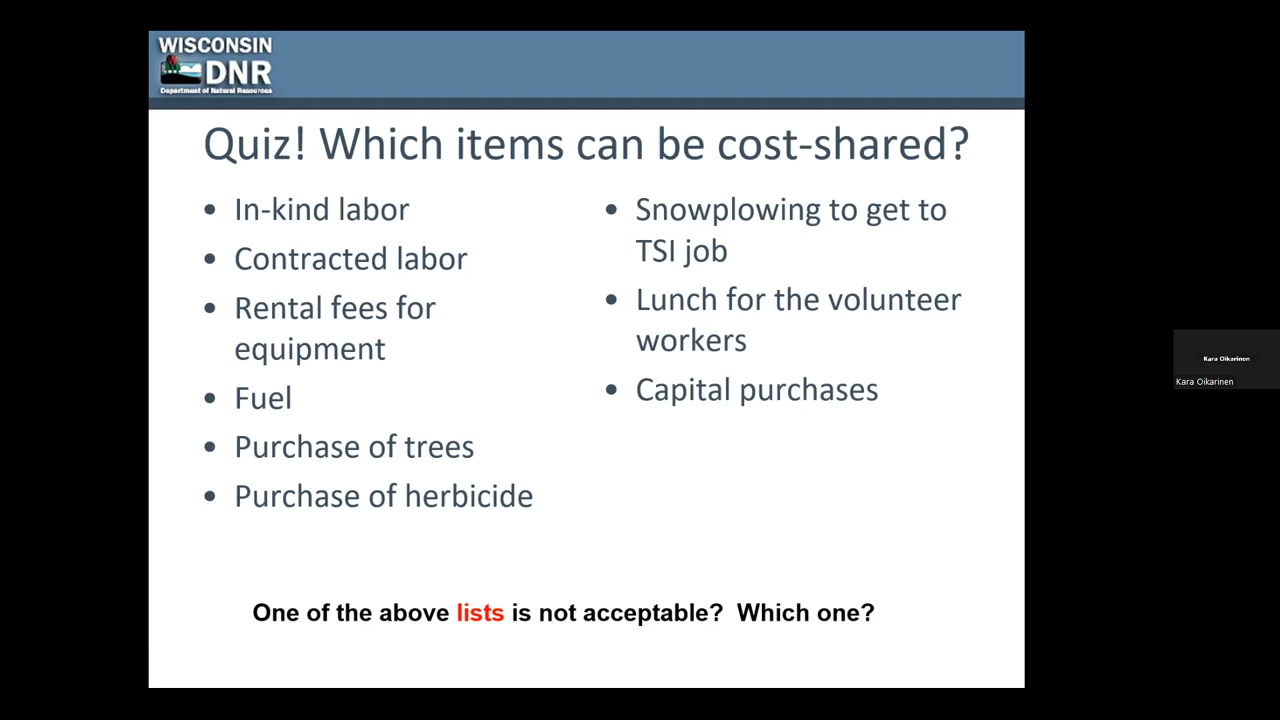 WISCONSIN
DNR
Department of Natural Resources
Quiz! Which items can be cost-shared?
• In-kind labor
• Contracted labor
• Rental fees for
equipment
• Fuel
• Purchase of trees
• Purchase of herbicide
• Snowplowing to get to
TSI job
• Lunch for the volunteer
workers
• Capital purchases
One of the above lists is not acceptable? Which one?
Kara Oikarinen
Kara Oikarinen